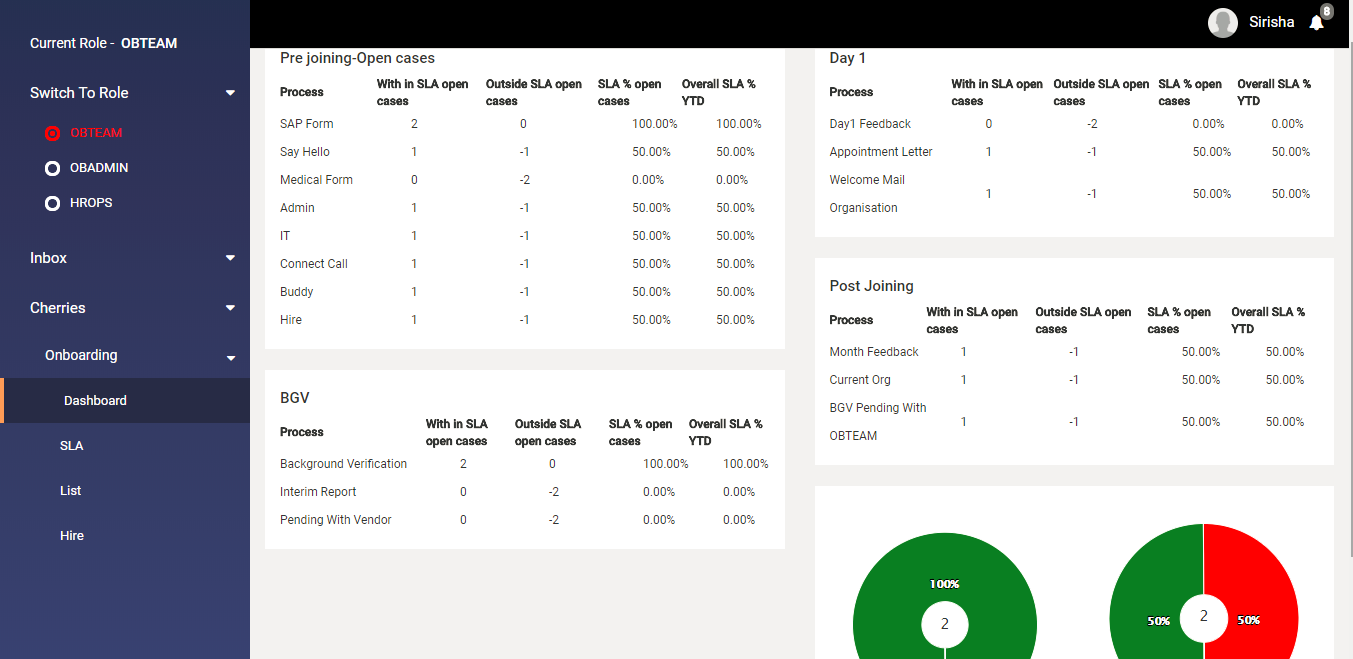 Sirisha
8
Current Role - OBTEAM
Switch To Role
OBTEAM
OBADMIN
HROPS
Inbox
Cherries
Onboarding
Dashboard
SLA
List
Hire
Pre joining-Open cases
Process With in SLA open cases Outside SLA open cases SLA % open cases Overall SLA % YTD
SAP Form 2 0 100.00% 100.00%
Say Hello 1 -1 50.00% 50.00%
Medical Form 0 -2 0.00% 0.00%
Admin 1 -1 50.00% 50.00%
IT 1 -1 50.00% 50.00%
Connect Call 1 -1 50.00% 50.00%
Buddy 1 -1 50.00% 50.00%
Hire 1 -1 50.00% 50.00%
BGV
Process With in SLA open cases Outside SLA open cases SLA % open cases Overall SLA % YTD
Background Verification 2 0 100.00% 100.00%
Interim Report 0 -2 0.00% 0.00%
Pending With Vendor 0 -2 0.00% 0.00%
Day 1
Process With in SLA open cases Outside SLA open cases SLA % open cases Overall SLA % YTD
Day1 Feedback 0 -2 0.00% 0.00%
Appointment Letter 1 -1 50.00% 50.00%
Welcome Mail Organisation 1 -1 50.00% 50.00%
Post Joining
Process With in SLA open cases Outside SLA open cases SLA % open cases Overall SLA % YTD
Month Feedback 1 -1 50.00% 50.00%
Current Org 1 -1 50.00% 50.00%
BGV Pending With OBTEAM 1 -1 50.00% 50.00%
100%
2
50% 2 50%